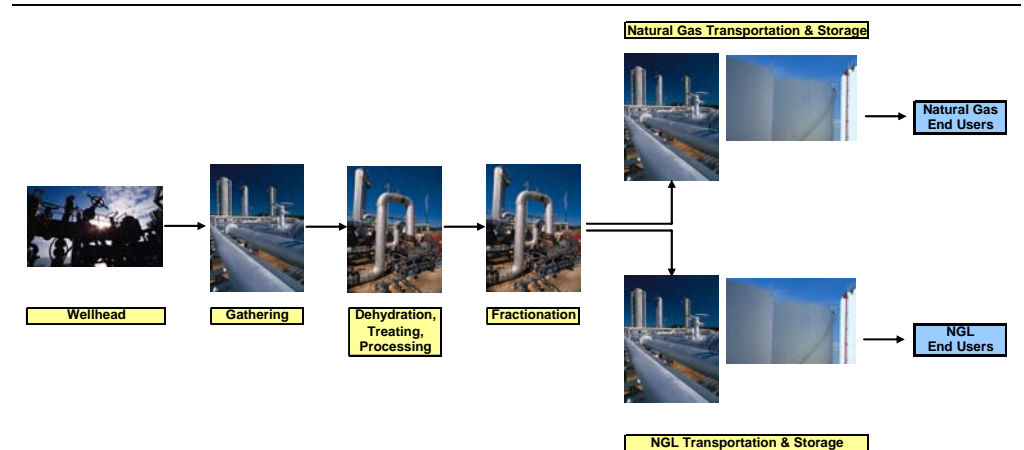 Natural Gas Transportation & Storage
Natural Gas
End Users
Wellhead
Gathering
Dehydration,
Treating,
Processing
Fractionation
NGL
End Users
NGL Transportation & Storage